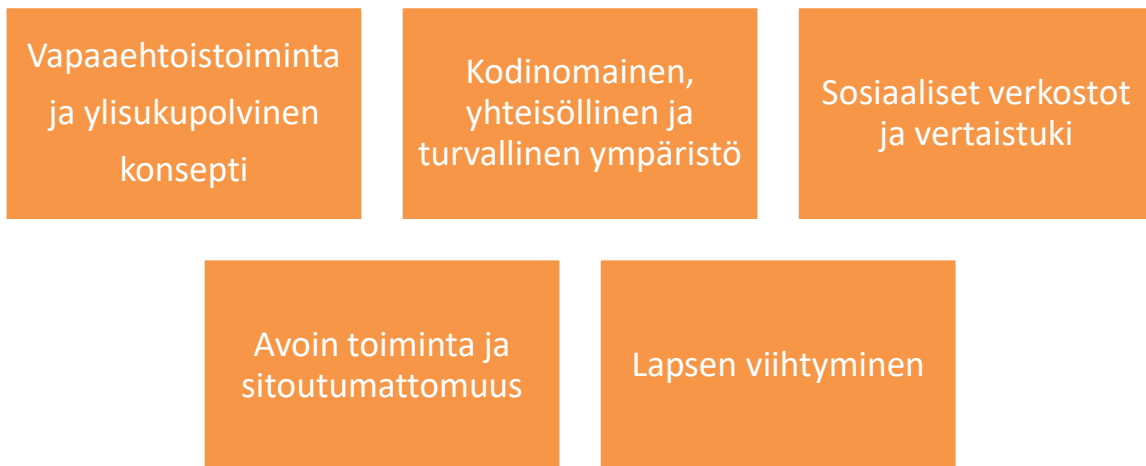 Vapaaehtoistoiminta
ja ylisukupolvinen
konsepti
Kodinomainen,
yhteisöllinen ja
turvallinen ympäristö
Sosiaaliset verkostot
ja vertaistuki
Avoin toiminta ja
sitoutumattomuus
Lapsen viihtyminen